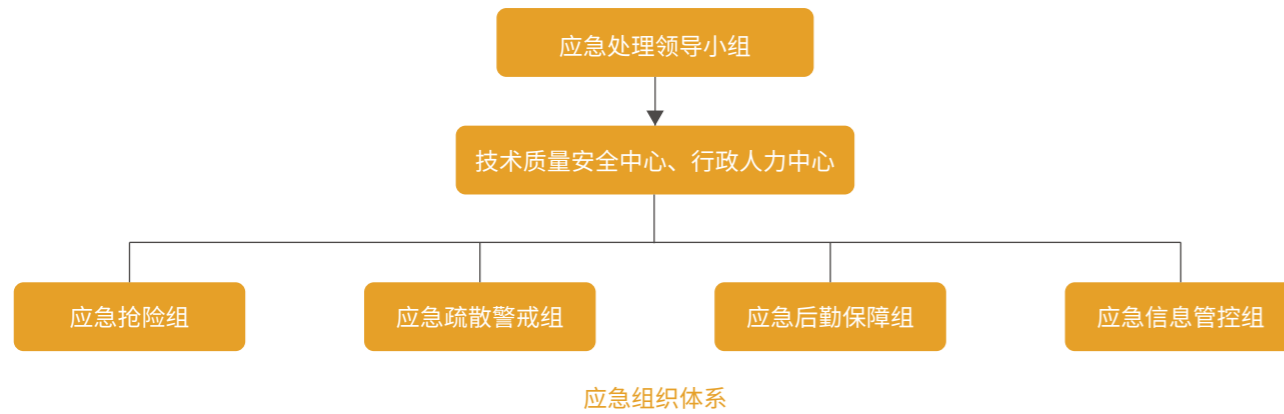 应急处理领导小组
技术质量安全中心、行政人力中心
应急抢险组
应急疏散警戒组
应急后勤保障组
应急信息管控组
应急组织体系